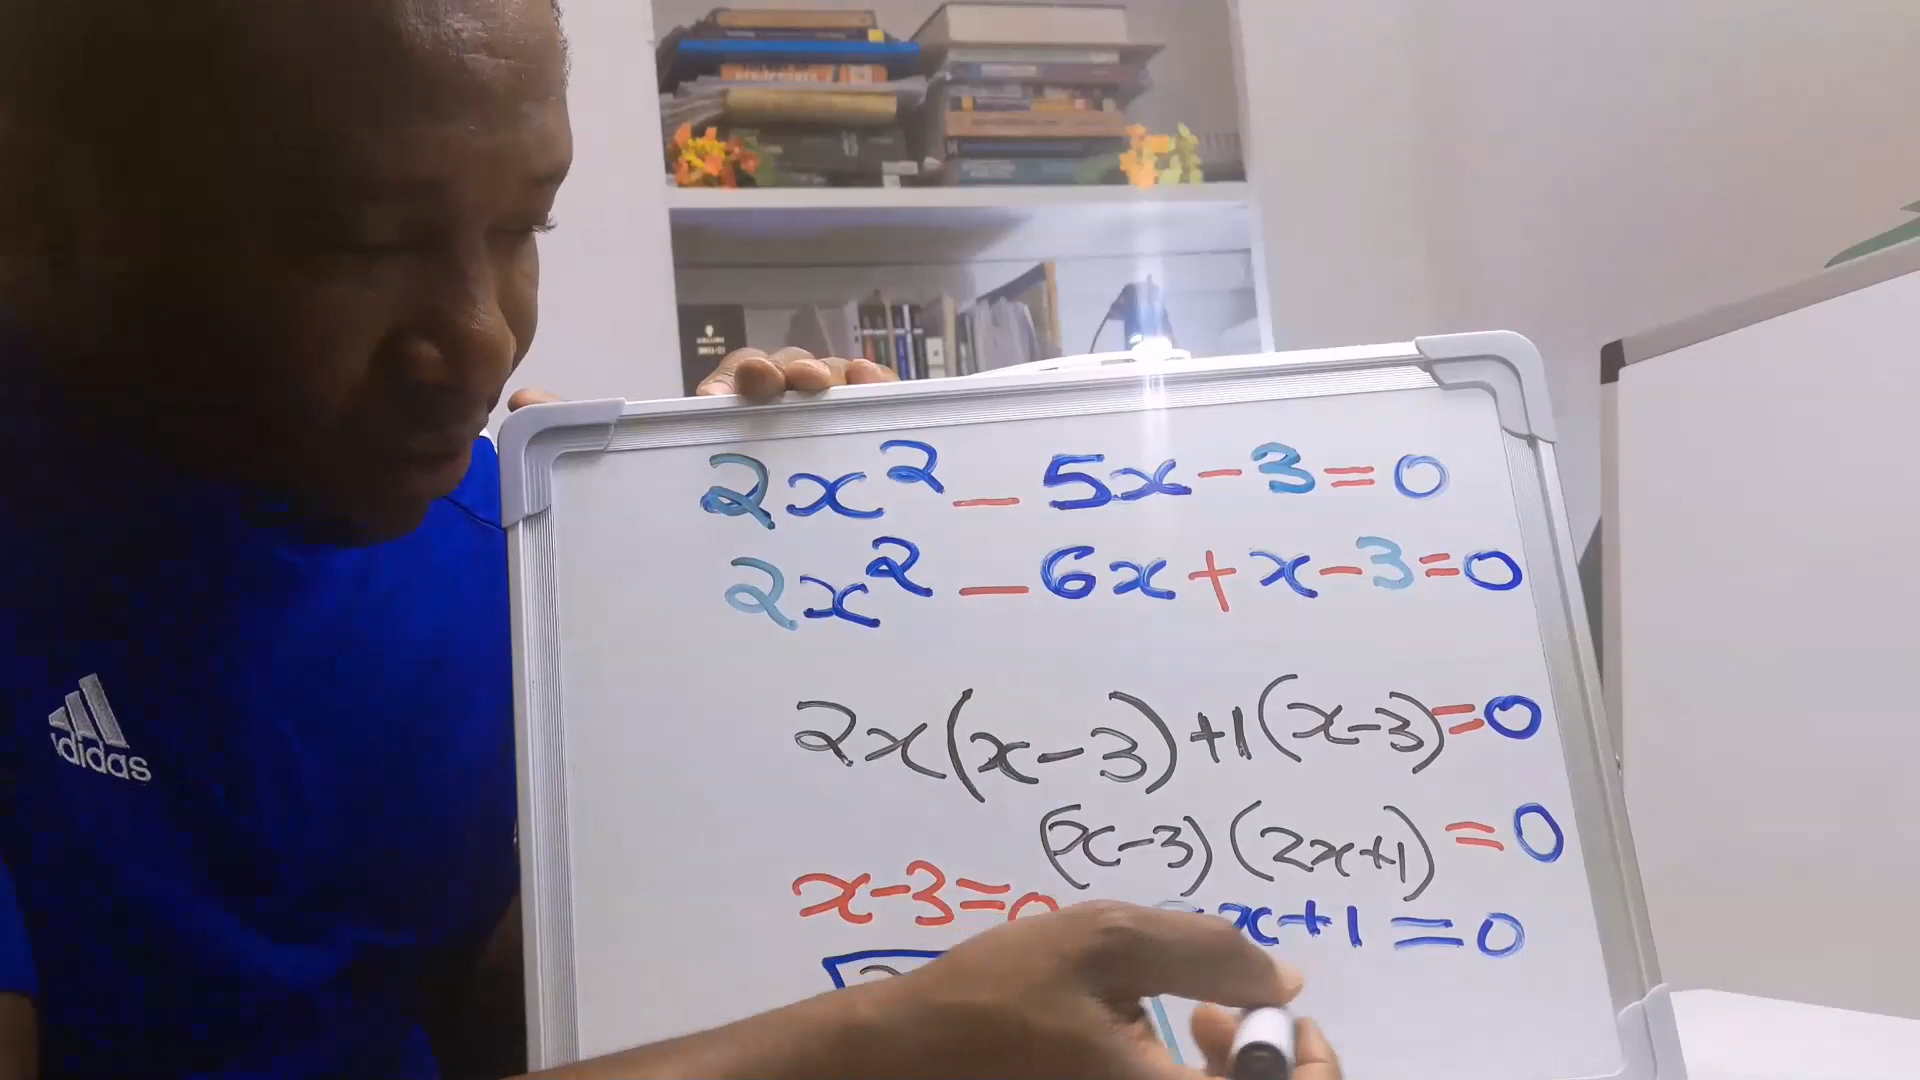 2x² - 5x - 3 = 0
2x² - 6x + x - 3 = 0
2x(x - 3) + 1(x - 3) = 0
(x - 3)(2x + 1) = 0
x - 3 = 0
x + 1 = 0
adidas